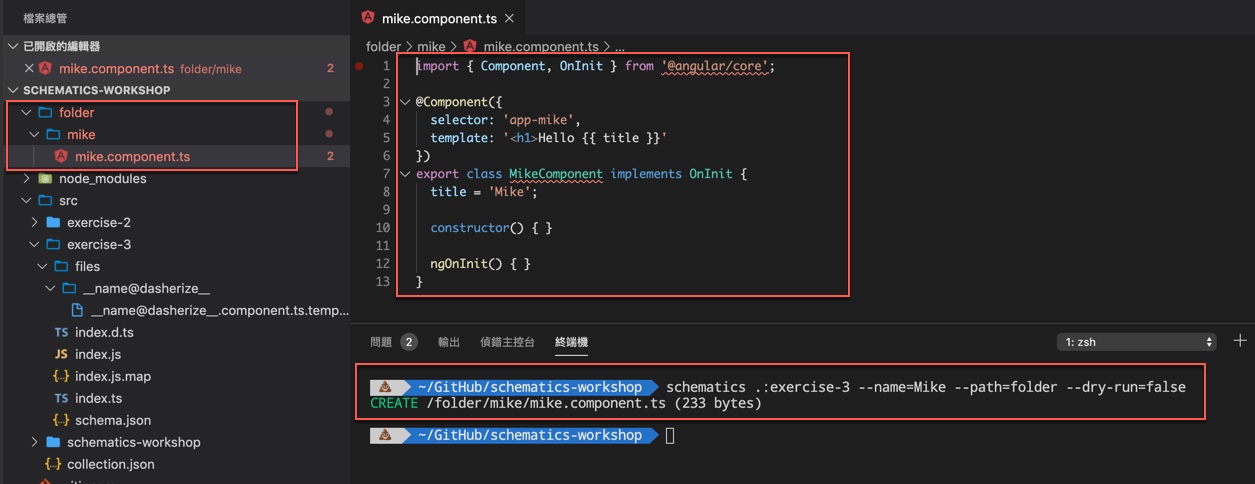 檔案總管
已開啟的編輯器
mike.component.ts folder/mike 2
SCHEMATICS-WORKSHOP
folder
mike
mike.component.ts 2
node_modules
src
exercise-2
exercise-3
files
__name@dasherize__
__name@dasherize__.component.ts.temp...
TS index.d.ts
JS index.js
{..} index.js.map
TS index.ts
{..} schema.json
schematics-workshop
{..} collection.json
mike.component.ts
folder > mike > mike.component.ts > ...
1 import { Component, OnInit } from '@angular/core';
2
3 @Component({
4 selector: 'app-mike',
5 template: '<h1>Hello {{ title }}'
6 })
7 export class MikeComponent implements OnInit {
8 title = 'Mike';
9
10 constructor() { }
11
12 ngOnInit() { }
13 }
問題 2 輸出 偵錯主控台 終端機 1: zsh
💩 ~/GitHub/schematics-workshop schematics .:exercise-3 --name=Mike --path=folder --dry-run=false
CREATE /folder/mike/mike.component.ts (233 bytes)
💩 ~/GitHub/schematics-workshop